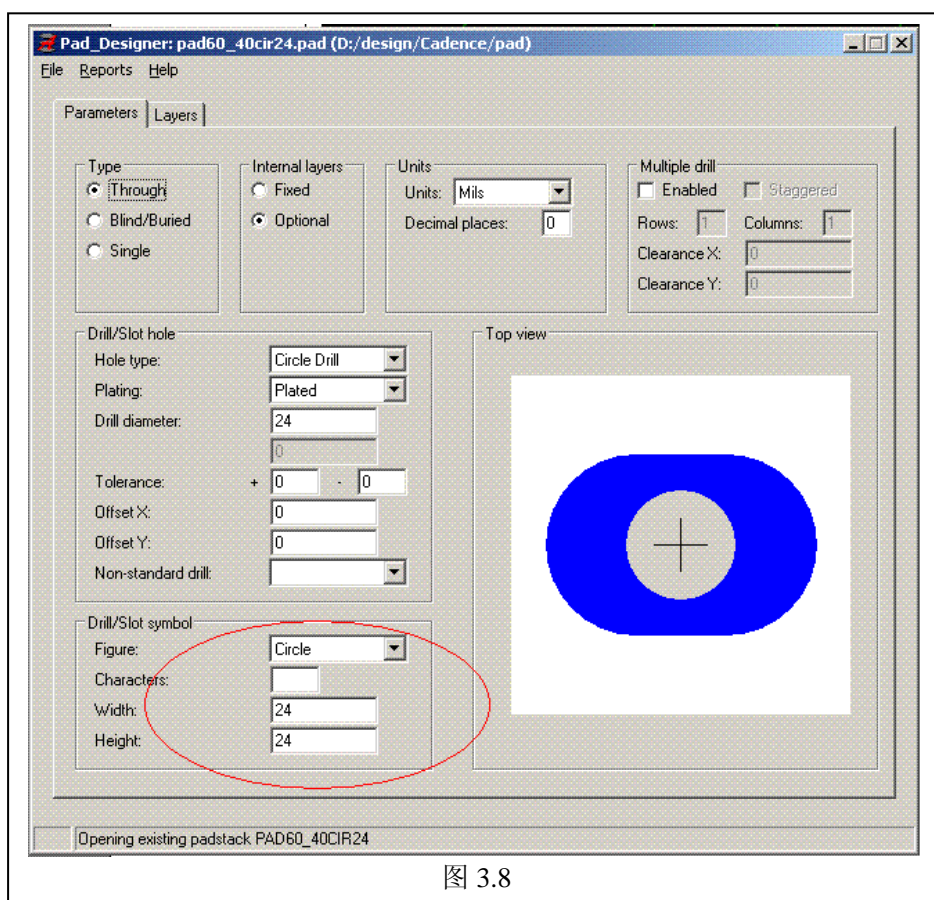 Pad_Designer: pad60_40cir24.pad (D:/design/Cadence/pad)
File Reports Help
Parameters Layers
Type
Through
Blind/Buried
Single
Internal layers
Fixed
Optional
Units
Units: Mils
Decimal places: 0
Multiple drill
Enabled Staggered
Rows: 1 Columns: 1
Clearance X: 0
Clearance Y: 0
Drill/Slot hole
Hole type: Circle Drill
Plating: Plated
Drill diameter: 24
0
Tolerance: + 0 - 0
Offset X: 0
Offset Y: 0
Non-standard drill:
Drill/Slot symbol
Figure: Circle
Characters:
Width: 24
Height: 24
Top view
Opening existing padstack PAD60_40CIR24
图 3.8